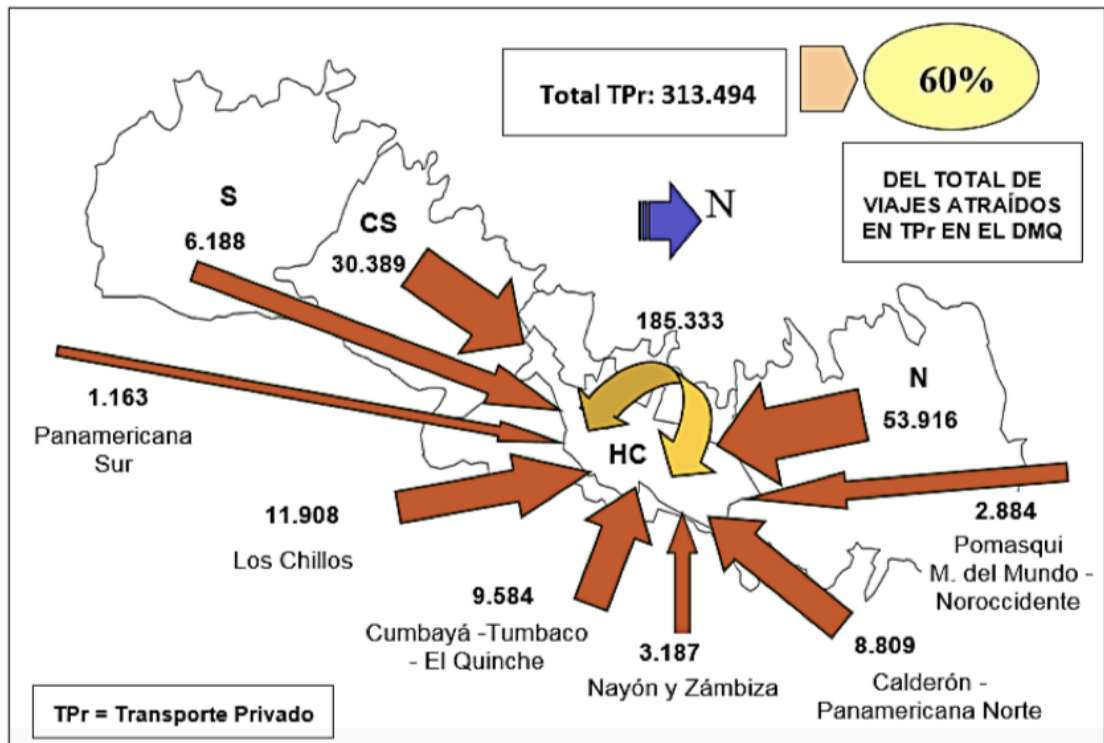 Total TPr: 313.494
60%
DEL TOTAL DE
VIAJES ATRAÍDOS
EN TPr EN EL DMQ
N
S
6.188
CS
30.389
185.333
N
53.916
HC
1.163
Panamericana
Sur
11.908
Los Chillos
9.584
Cumbayá -Tumbaco
- El Quinche
3.187
Nayón y Zámbiza
8.809
Calderón -
Panamericana Norte
2.884
Pomasqui
M. del Mundo -
Noroccidente
TPr = Transporte Privado